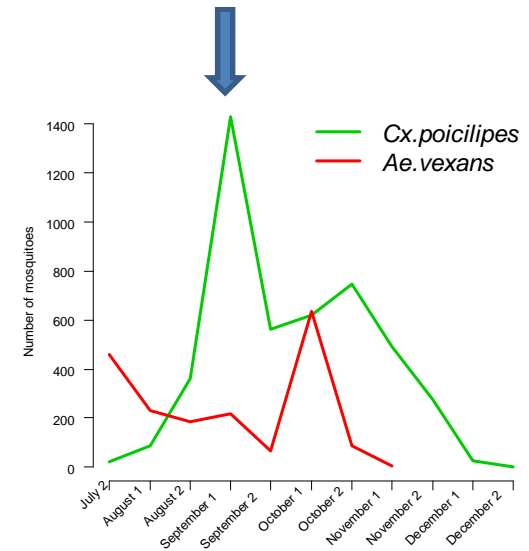 Cx.poicilipes
Ae.vexans
Number of mosquitoes
1400
1200
1000
800
600
400
200
0
July 2
August 1
August 2
September 1
September 2
October 1
October 2
November 1
November 2
December 1
December 2